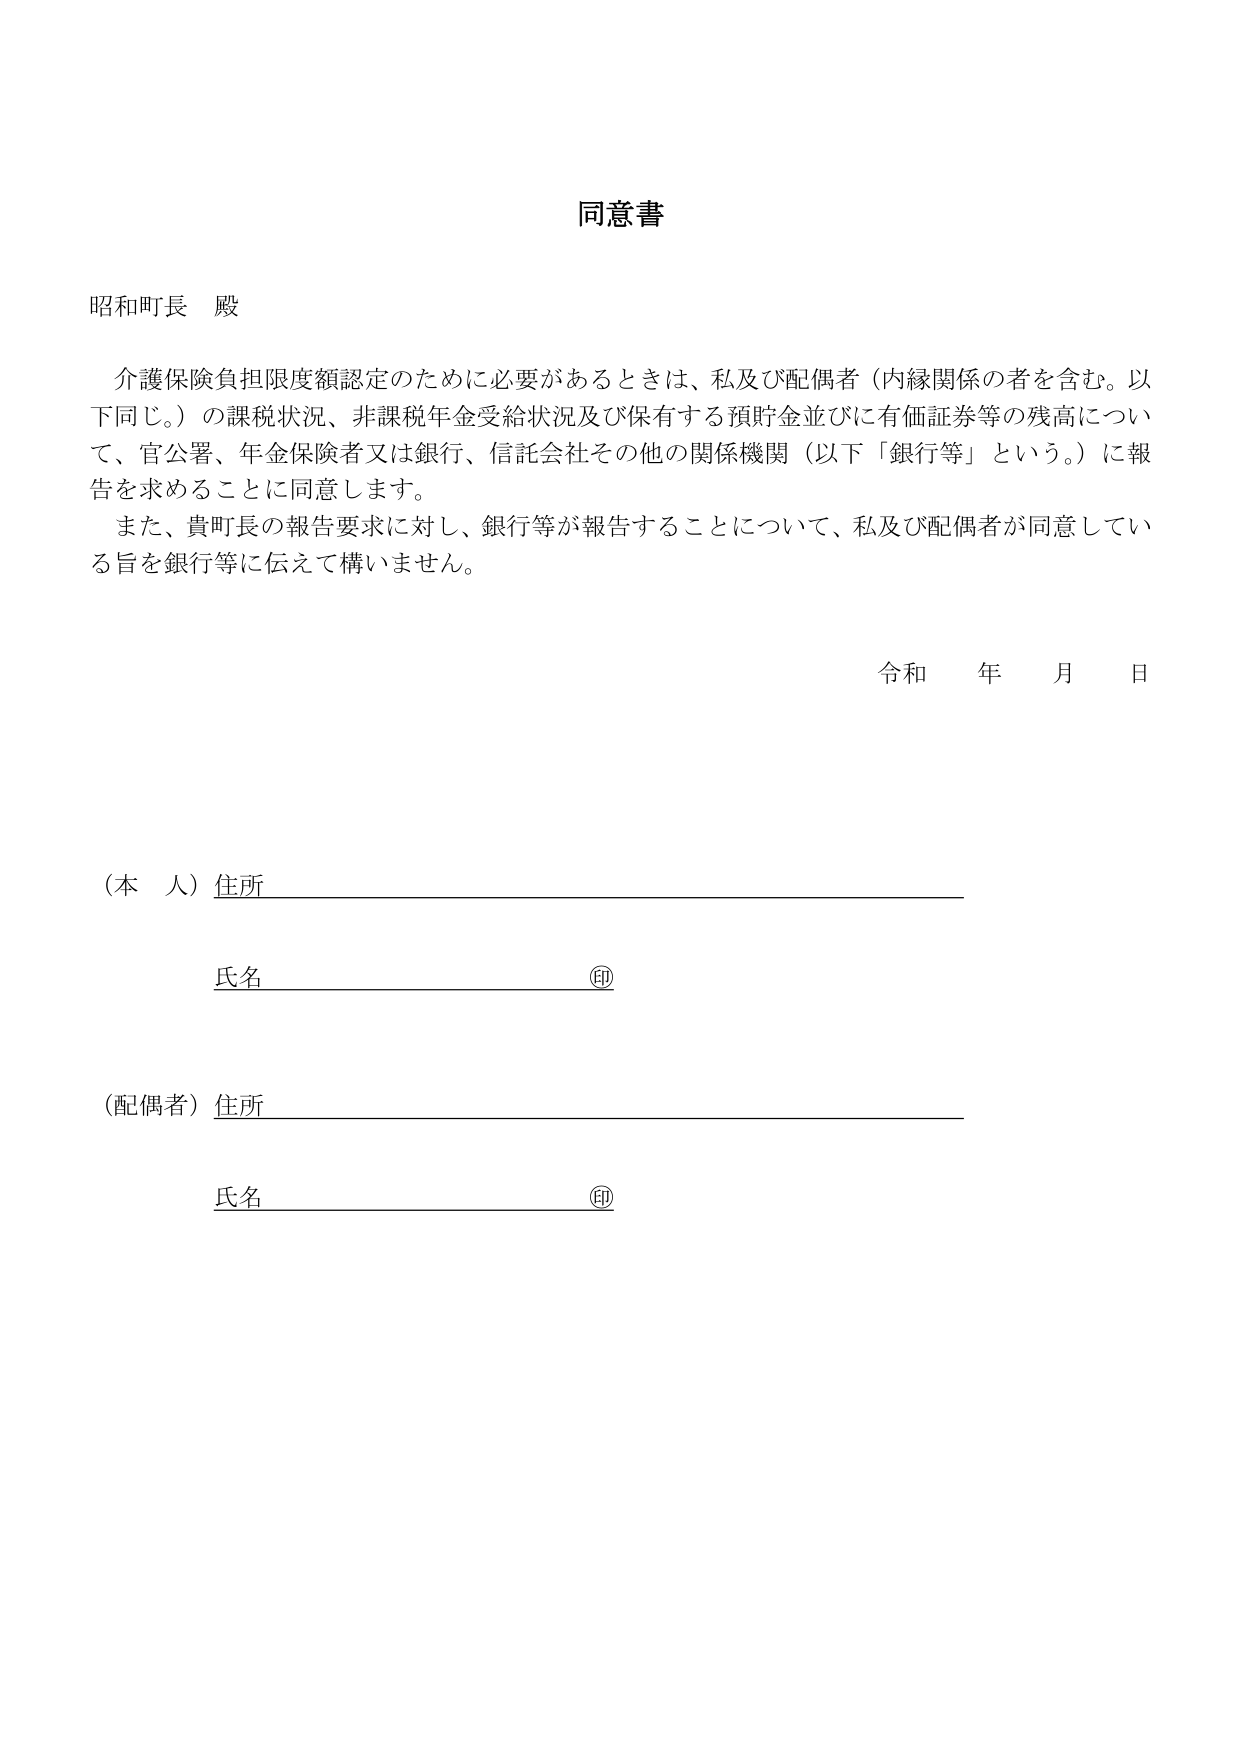 同意書
昭和町長　殿
　介護保険負担限度額認定のために必要があるときは、私及び配偶者（内縁関係の者を含む。以
下同じ。）の課税状況、非課税年金受給状況及び保有する預貯金並びに有価証券等の残高につい
て、官公署、年金保険者又は銀行、信託会社その他の関係機関（以下「銀行等」という。）に報
告を求めることに同意します。
　また、貴町長の報告要求に対し、銀行等が報告することについて、私及び配偶者が同意してい
る旨を銀行等に伝えて構いません。
令和　　年　　月　　日
（本　人）住所
氏名　　　　　　　　　　　　　㊞
（配偶者）住所
氏名　　　　　　　　　　　　　㊞